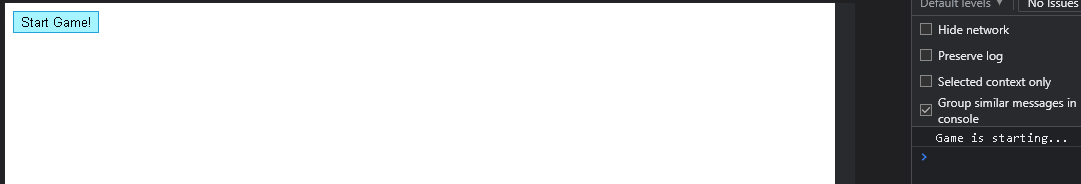 Start Game!
Default levels ▼
No Issues
Hide network
Preserve log
Selected context only
Group similar messages in
console
Game is starting...